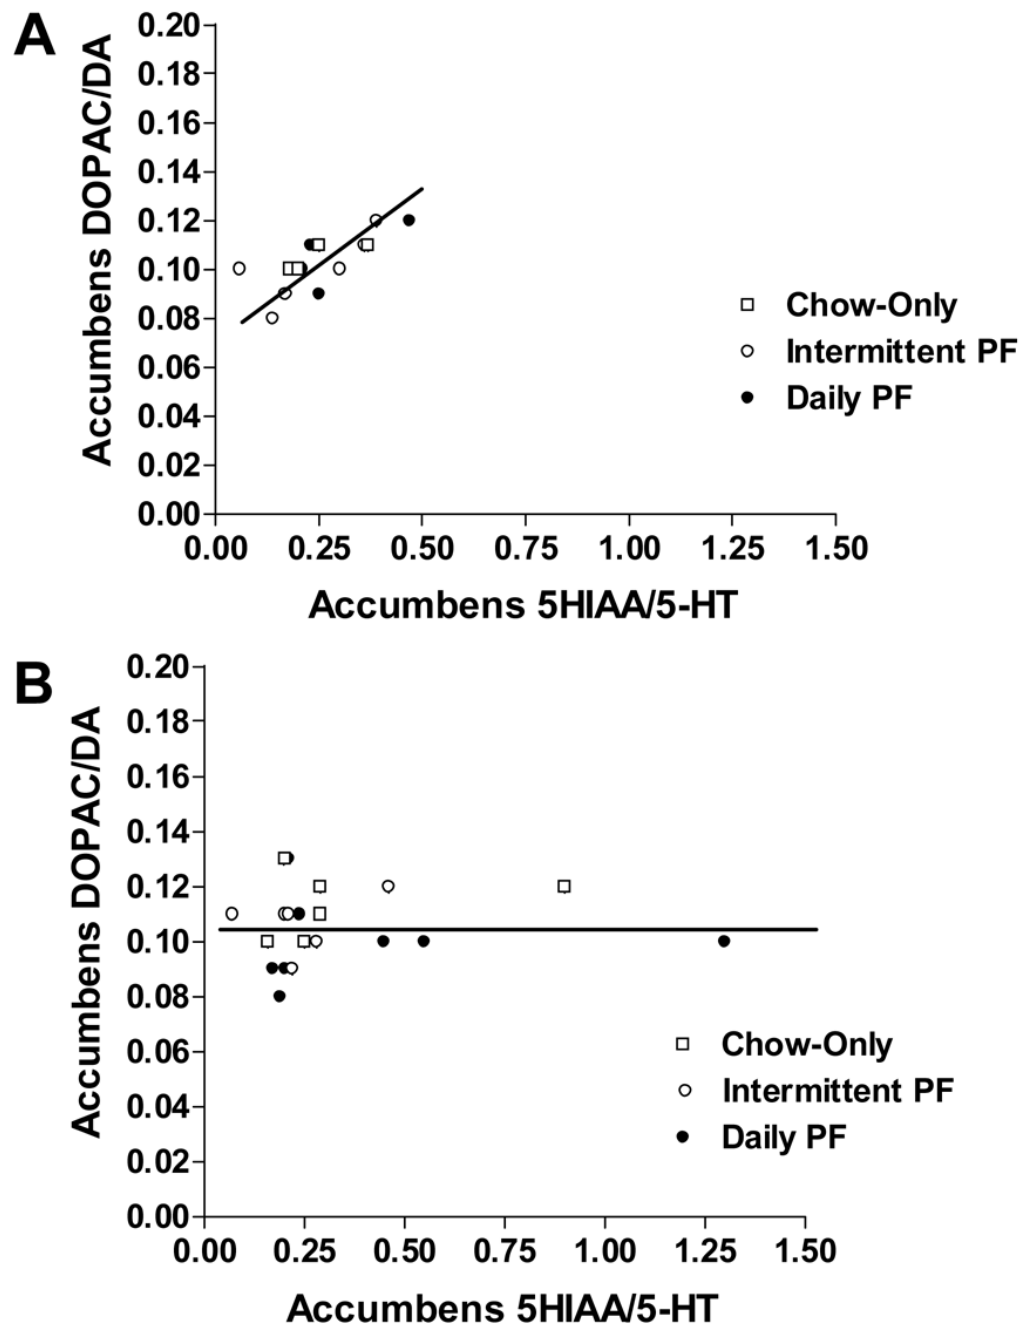 A
Accumbens DOPAC/DA
0.20
0.18
0.16
0.14
0.12
0.10
0.08
0.06
0.04
0.02
0.00
0.00 0.25 0.50 0.75 1.00 1.25 1.50
Accumbens 5HIAA/5-HT
Chow-Only
Intermittent PF
Daily PF
B
Accumbens DOPAC/DA
0.20
0.18
0.16
0.14
0.12
0.10
0.08
0.06
0.04
0.02
0.00
0.00 0.25 0.50 0.75 1.00 1.25 1.50
Accumbens 5HIAA/5-HT
Chow-Only
Intermittent PF
Daily PF